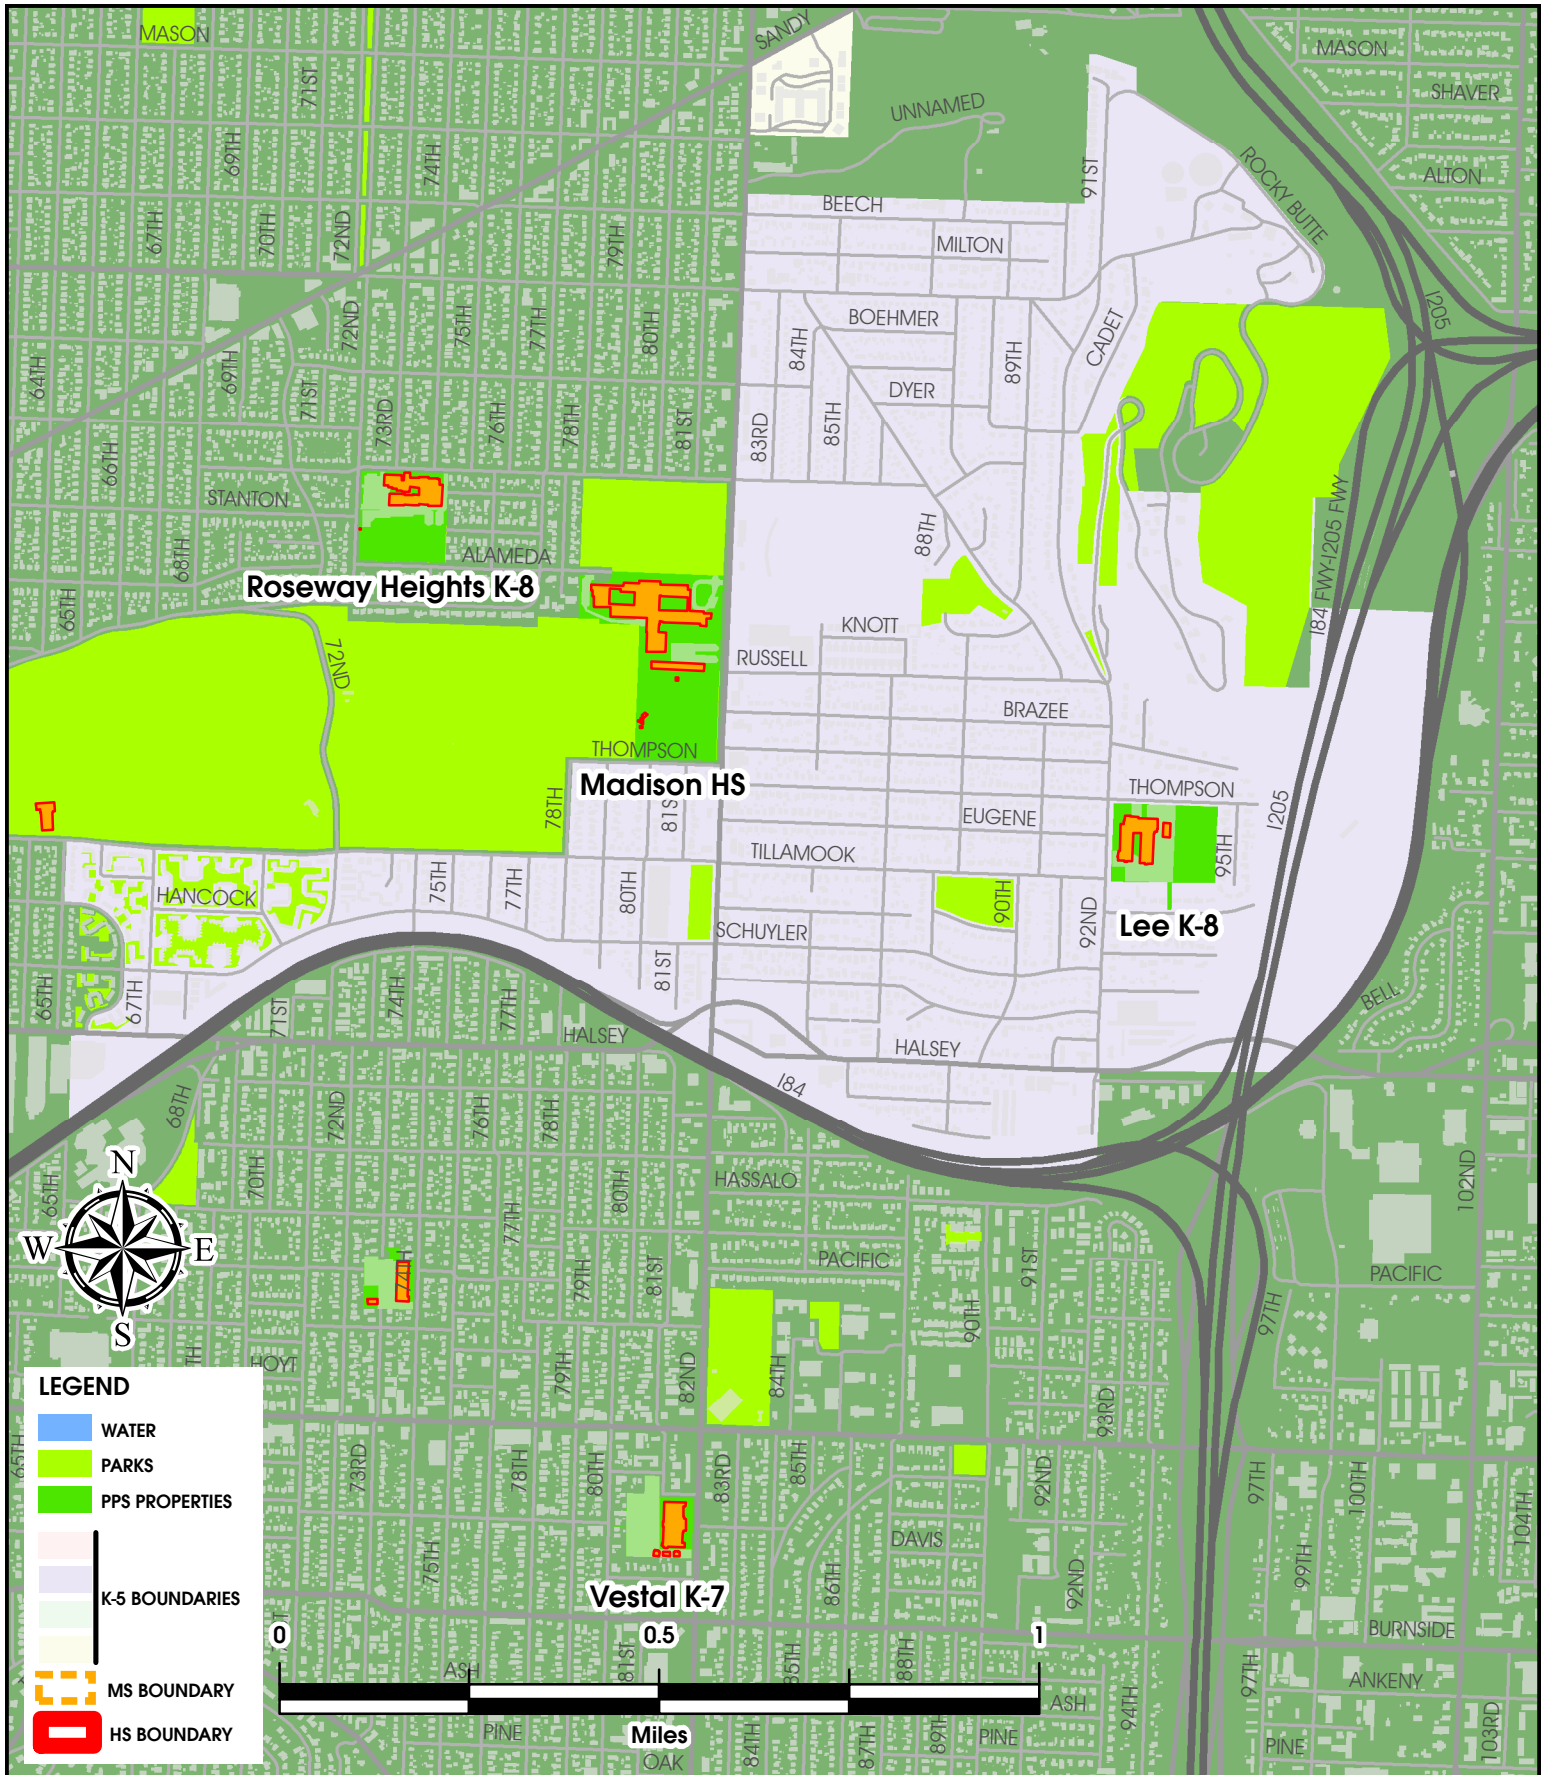 SANDY
MASON
MASON
71ST
SHAVER
UNNAMED
69TH
74TH
91ST
ROCKY BUTTE
ALTON
67TH
70TH
72ND
79TH
BEECH
MILTON
I205
72ND
75TH
77TH
80TH
BOEHMER
84TH
89TH
CADET
64TH
69TH
71ST
73RD
76TH
78TH
81ST
83RD
85TH
DYER
66TH
STANTON
68TH
ALAMEDA
88TH
I84 FWY-I205 FWY
Roseway Heights K-8
65TH
72ND
KNOTT
RUSSELL
BRAZEE
THOMPSON
Madison HS
78TH
THOMPSON
EUGENE
I205
TILLAMOOK
95TH
HANCOCK
75TH
77TH
80TH
90TH
92ND
Lee K-8
SCHUYLER
65TH
67TH
71ST
74TH
77TH
81ST
BELL
HALSEY
HALSEY
I84
68TH
72ND
76TH
78TH
N
W
E
S
65TH
70TH
77TH
80TH
HASSALO
102ND
79TH
81ST
PACIFIC
91ST
PACIFIC
90TH
97TH
HOYT
79TH
82ND
84TH
93RD
LEGEND
WATER
PARKS
PPS PROPERTIES
K-5 BOUNDARIES
MS BOUNDARY
HS BOUNDARY
65TH
73RD
78TH
80TH
83RD
85TH
92ND
97TH
100TH
104TH
75TH
DAVIS
86TH
92ND
99TH
Vestal K-7
BURNSIDE
0
0.5
1
Miles
ASH
81ST
88TH
97TH
ANKENY
ASH
94TH
103RD
PINE
OAK
84TH
87TH
89TH
PINE
PINE